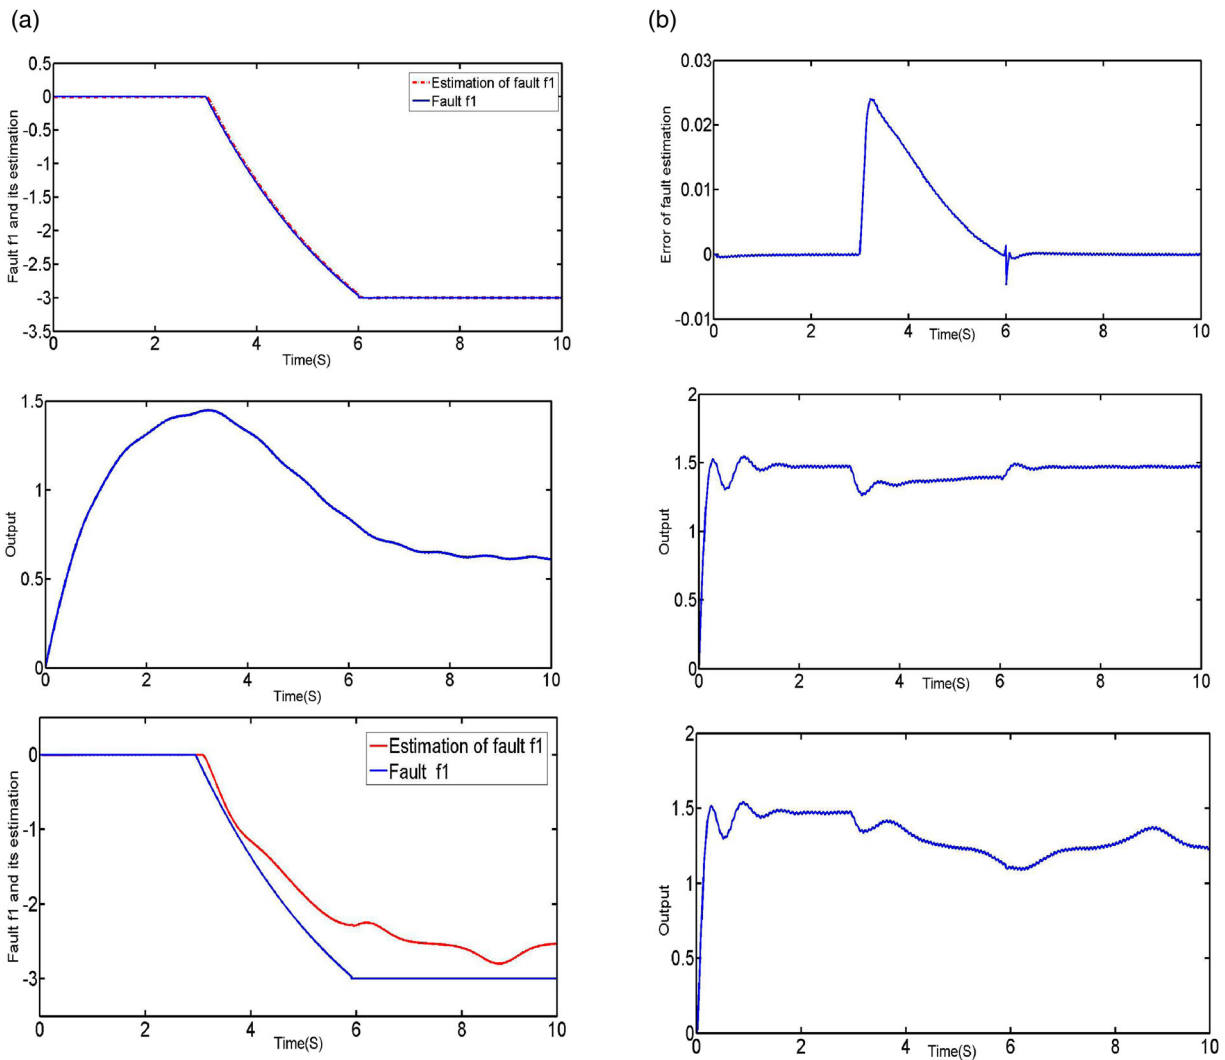 (a)
(b)
0.5
0
-0.5
-1
-1.5
-2
-2.5
-3
-3.5
Fault f1 and its estimation
Estimation of fault f1
Fault f1
0 2 4 6 8 10
Time(S)
0.03
0.02
0.01
0
-0.01
Error of fault estimation
0 2 4 6 8 10
Time(S)
1.5
1
0.5
0
Output
0 2 4 6 8 10
Time(S)
2
1.5
1
0.5
0
Output
0 2 4 6 8 10
Time(S)
0
-1
-2
-3
Fault f1 and its estimation
Estimation of fault f1
Fault f1
0 2 4 6 8 10
Time(S)
2
1.5
1
0.5
0
Output
0 2 4 6 8 10
Time(S)